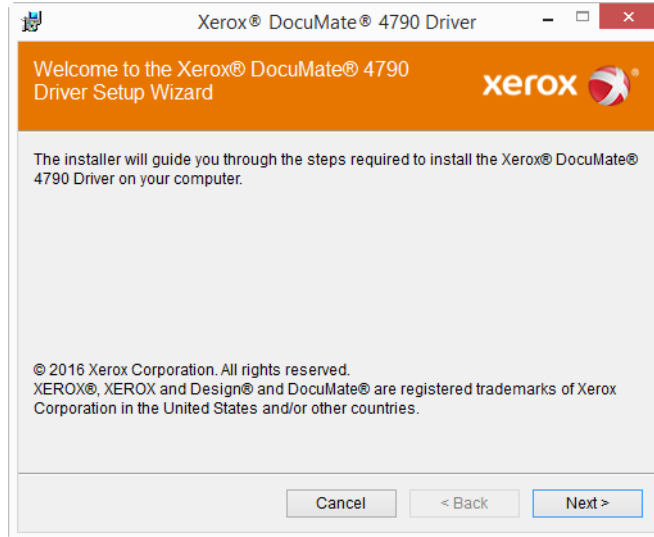 Xerox® DocuMate® 4790 Driver
Welcome to the Xerox® DocuMate® 4790
Driver Setup Wizard
xerox ®
The installer will guide you through the steps required to install the Xerox® DocuMate®
4790 Driver on your computer.
© 2016 Xerox Corporation. All rights reserved.
XEROX®, XEROX and Design® and DocuMate® are registered trademarks of Xerox
Corporation in the United States and/or other countries.
Cancel < Back Next >